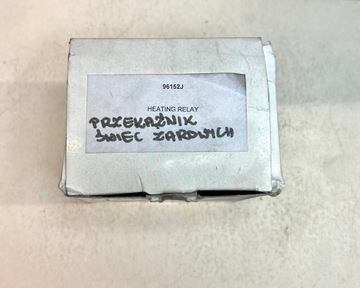 96152J
HEATING RELAY
PRZEKAŹNIK
ŚWIEC ŻAROWYCH